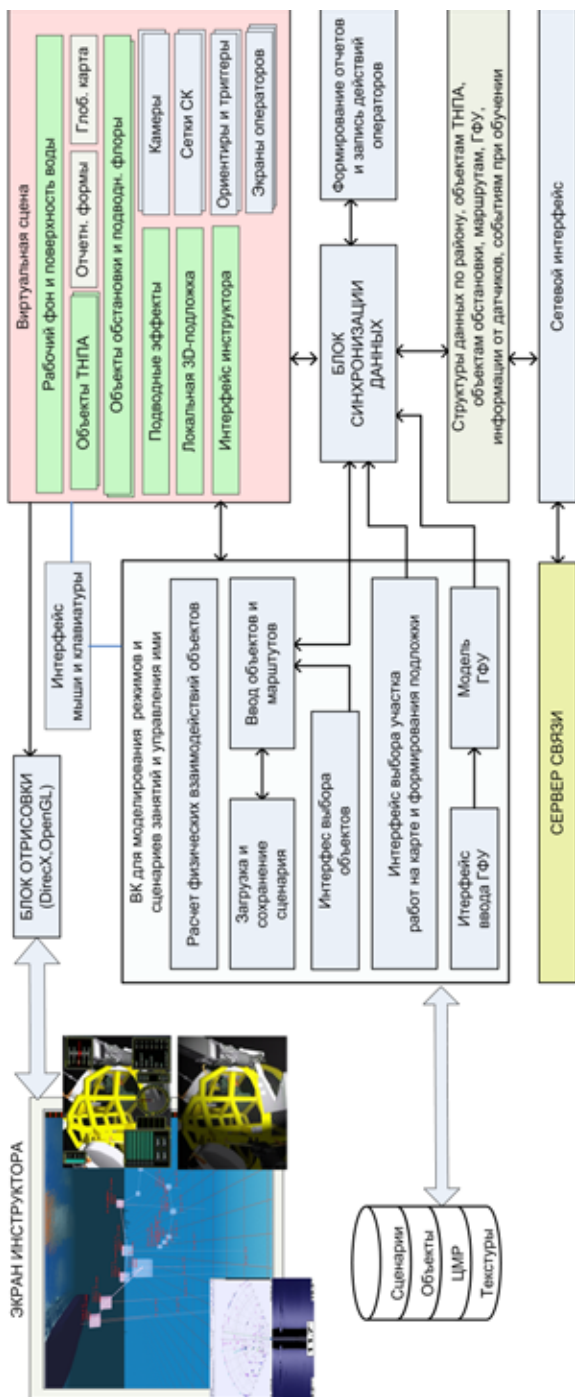 ЭКРАН ИНСТРУКТОРА
БЛОК ОТРИСОВКИ
(DirecX,OpenGL)
Интерфейс
мыши и клавиатуры
Виртуальная сцена
Рабочий фон и поверхность воды
Объекты ТНПА
Отчетн. формы
Глоб. карта
Объекты обстановки и подводн. флоры
Подводные эффекты
Камеры
Локальная 3D-подложка
Сетки СК
Интерфейс инструктора
Ориентиры и триггеры
Экраны операторов
ВК для моделирования режимов и
сценариев занятий и управления ими
Расчет физических взаимодействий объектов
Загрузка и
сохранение
сценария
Ввод объектов и
марштутов
Интерфес выбора
объектов
Интерфейс выбора участка
работ на карте и формирования подложки
Итерфейс
ввода ГФУ
Модель
ГФУ
БЛОК
СИНХРОНИЗАЦИИ
ДАННЫХ
Формирование отчетов
и запись действий
операторов
Структуры данных по району, объектам ТНПА,
объектам обстановки, маршрутам, ГФУ,
информации от датчиков, событиям при обучении
Сценарии
Объекты
ЦМР
Текстуры
СЕРВЕР СВЯЗИ
Сетевой интерфейс